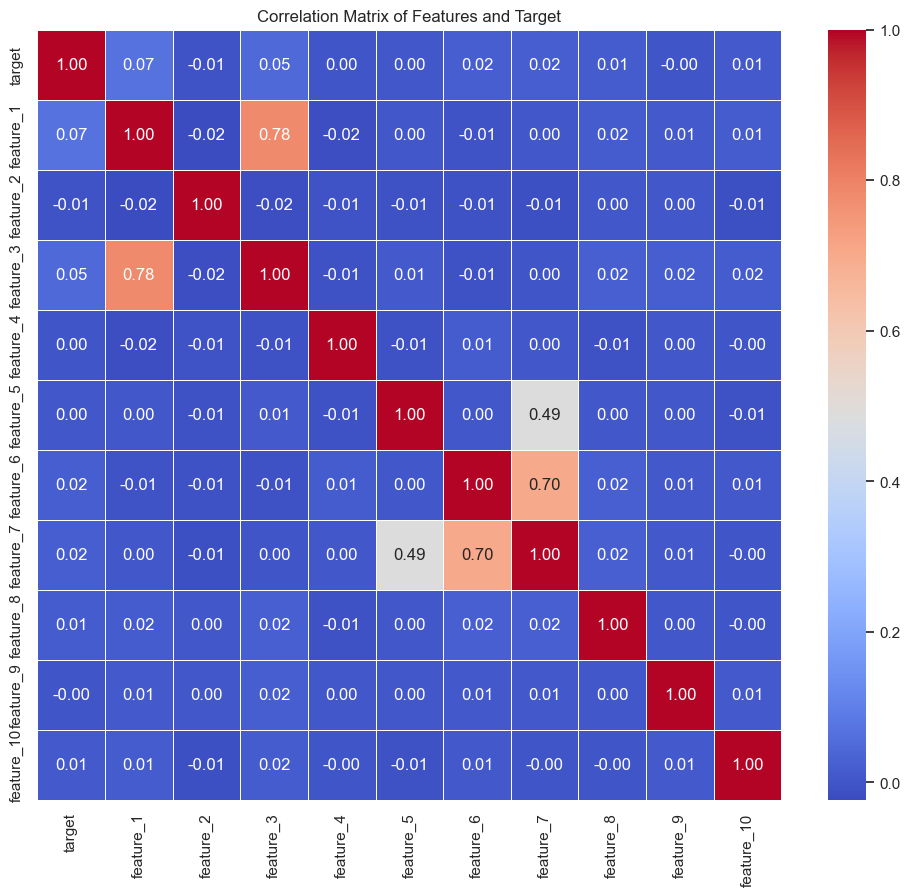 Correlation Matrix of Features and Target
target 1.00 0.07 -0.01 0.05 0.00 0.00 0.02 0.02 0.01 -0.00 0.01
feature_1 0.07 1.00 -0.02 0.78 -0.02 0.00 -0.01 0.00 0.02 0.01 0.01
feature_2 -0.01 -0.02 1.00 -0.02 -0.01 -0.01 -0.01 -0.01 0.00 0.00 -0.01
feature_3 0.05 0.78 -0.02 1.00 -0.01 0.01 -0.01 0.00 0.02 0.02 0.02
feature_4 0.00 -0.02 -0.01 -0.01 1.00 -0.01 0.01 0.00 -0.01 0.00 -0.00
feature_5 0.00 0.00 -0.01 0.01 -0.01 1.00 0.00 0.49 0.00 0.00 -0.01
feature_6 0.02 -0.01 -0.01 -0.01 0.01 0.00 1.00 0.70 0.02 0.01 0.01
feature_7 0.02 0.00 -0.01 0.00 0.00 0.49 0.70 1.00 0.02 0.01 -0.00
feature_8 0.01 0.02 0.00 0.02 -0.01 0.00 0.02 0.02 1.00 0.00 -0.00
feature_9 -0.00 0.01 0.00 0.02 0.00 0.00 0.01 0.01 0.00 1.00 0.01
feature_10 0.01 0.01 -0.01 0.02 -0.00 -0.01 0.01 -0.00 -0.00 0.01 1.00
target feature_1 feature_2 feature_3 feature_4 feature_5 feature_6 feature_7 feature_8 feature_9 feature_10
1.0
0.8
0.6
0.4
0.2
0.0